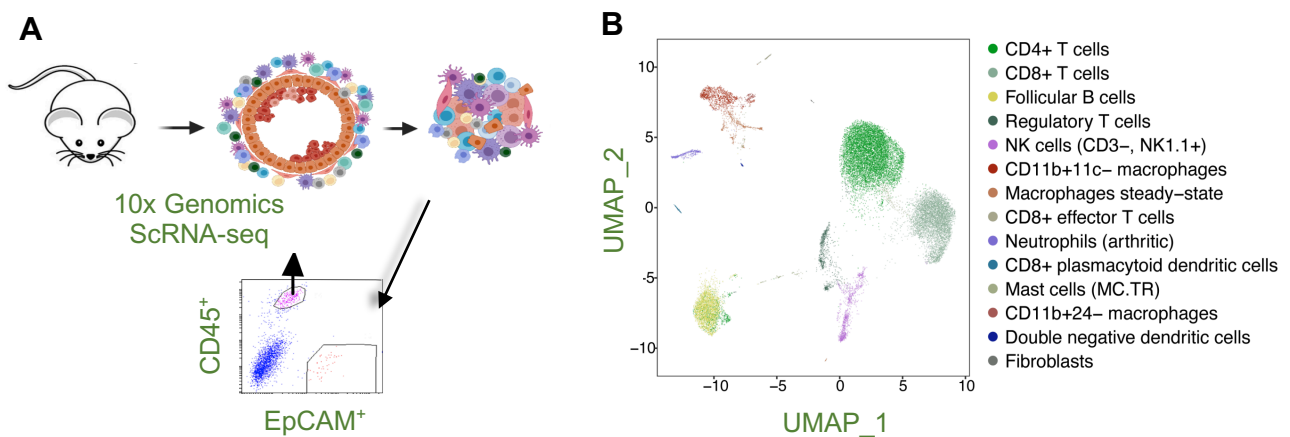 A
10x Genomics
ScRNA-seq
CD45+
EpCAM+
B
UMAP_2
10
5
0
−5
−10
−10
−5
0
5
10
UMAP_1
CD4+ T cells
CD8+ T cells
Follicular B cells
Regulatory T cells
NK cells (CD3−, NK1.1+)
CD11b+11c− macrophages
Macrophages steady−state
CD8+ effector T cells
Neutrophils (arthritic)
CD8+ plasmacytoid dendritic cells
Mast cells (MC.TR)
CD11b+24− macrophages
Double negative dendritic cells
Fibroblasts